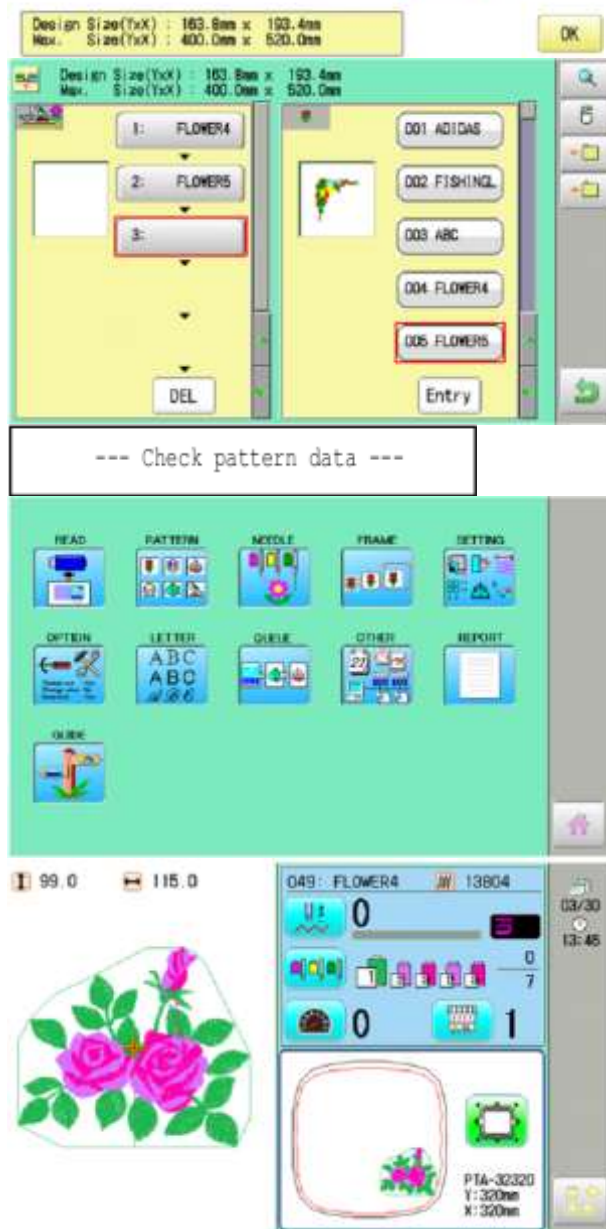 Design Size(YxX) : 163.8mm x 193.4mm
Max. Size(YxX) : 400.0mm x 520.0mm
OK
Design Size(YxX) : 163.8mm x 193.4mm
Max. Size(YxX) : 400.0mm x 520.0mm
1: FLOWER4
2: FLOWER5
3:
DEL
001 ADIDAS
002 FISHINGL
003 ABC
004 FLOWER4
005 FLOWER5
Entry
--- Check pattern data ---
READ PATTERN NEEDLE FRAME SETTING
OPTION LETTER QUEUE OTHER REPORT
ABC
ABC
ABC
GUIDE
99.0 115.0
049: FLOWER4 13804
03/30
13:46
0
0
7
1
0 1
PTA-32320
Y:320mm
X:320mm